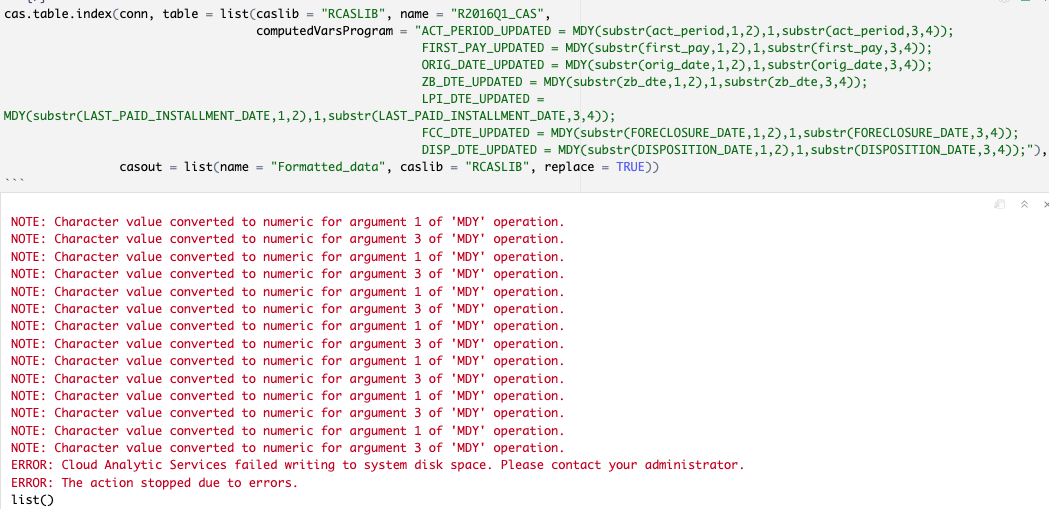 cas.table.index(conn, table = list(caslib = "RCASLIB", name = "R2016Q1_CAS",
computedVarsProgram = "ACT_PERIOD_UPDATED = MDY(substr(act_period,1,2),1,substr(act_period,3,4));
FIRST_PAY_UPDATED = MDY(substr(first_pay,1,2),1,substr(first_pay,3,4));
ORIG_DATE_UPDATED = MDY(substr(orig_date,1,2),1,substr(orig_date,3,4));
ZB_DTE_UPDATED = MDY(substr(zb_dte,1,2),1,substr(zb_dte,3,4));
LPI_DTE_UPDATED =
MDY(substr(LAST_PAID_INSTALLMENT_DATE,1,2),1,substr(LAST_PAID_INSTALLMENT_DATE,3,4));
FCC_DTE_UPDATED = MDY(substr(FORECLOSURE_DATE,1,2),1,substr(FORECLOSURE_DATE,3,4));
DISP_DTE_UPDATED = MDY(substr(DISPOSITION_DATE,1,2),1,substr(DISPOSITION_DATE,3,4));"),
casout = list(name = "Formatted_data", caslib = "RCASLIB", replace = TRUE))
```
NOTE: Character value converted to numeric for argument 1 of 'MDY' operation.
NOTE: Character value converted to numeric for argument 3 of 'MDY' operation.
NOTE: Character value converted to numeric for argument 1 of 'MDY' operation.
NOTE: Character value converted to numeric for argument 3 of 'MDY' operation.
NOTE: Character value converted to numeric for argument 1 of 'MDY' operation.
NOTE: Character value converted to numeric for argument 3 of 'MDY' operation.
NOTE: Character value converted to numeric for argument 1 of 'MDY' operation.
NOTE: Character value converted to numeric for argument 3 of 'MDY' operation.
NOTE: Character value converted to numeric for argument 1 of 'MDY' operation.
NOTE: Character value converted to numeric for argument 3 of 'MDY' operation.
NOTE: Character value converted to numeric for argument 1 of 'MDY' operation.
NOTE: Character value converted to numeric for argument 3 of 'MDY' operation.
NOTE: Character value converted to numeric for argument 1 of 'MDY' operation.
NOTE: Character value converted to numeric for argument 3 of 'MDY' operation.
ERROR: Cloud Analytic Services failed writing to system disk space. Please contact your administrator.
ERROR: The action stopped due to errors.
list()